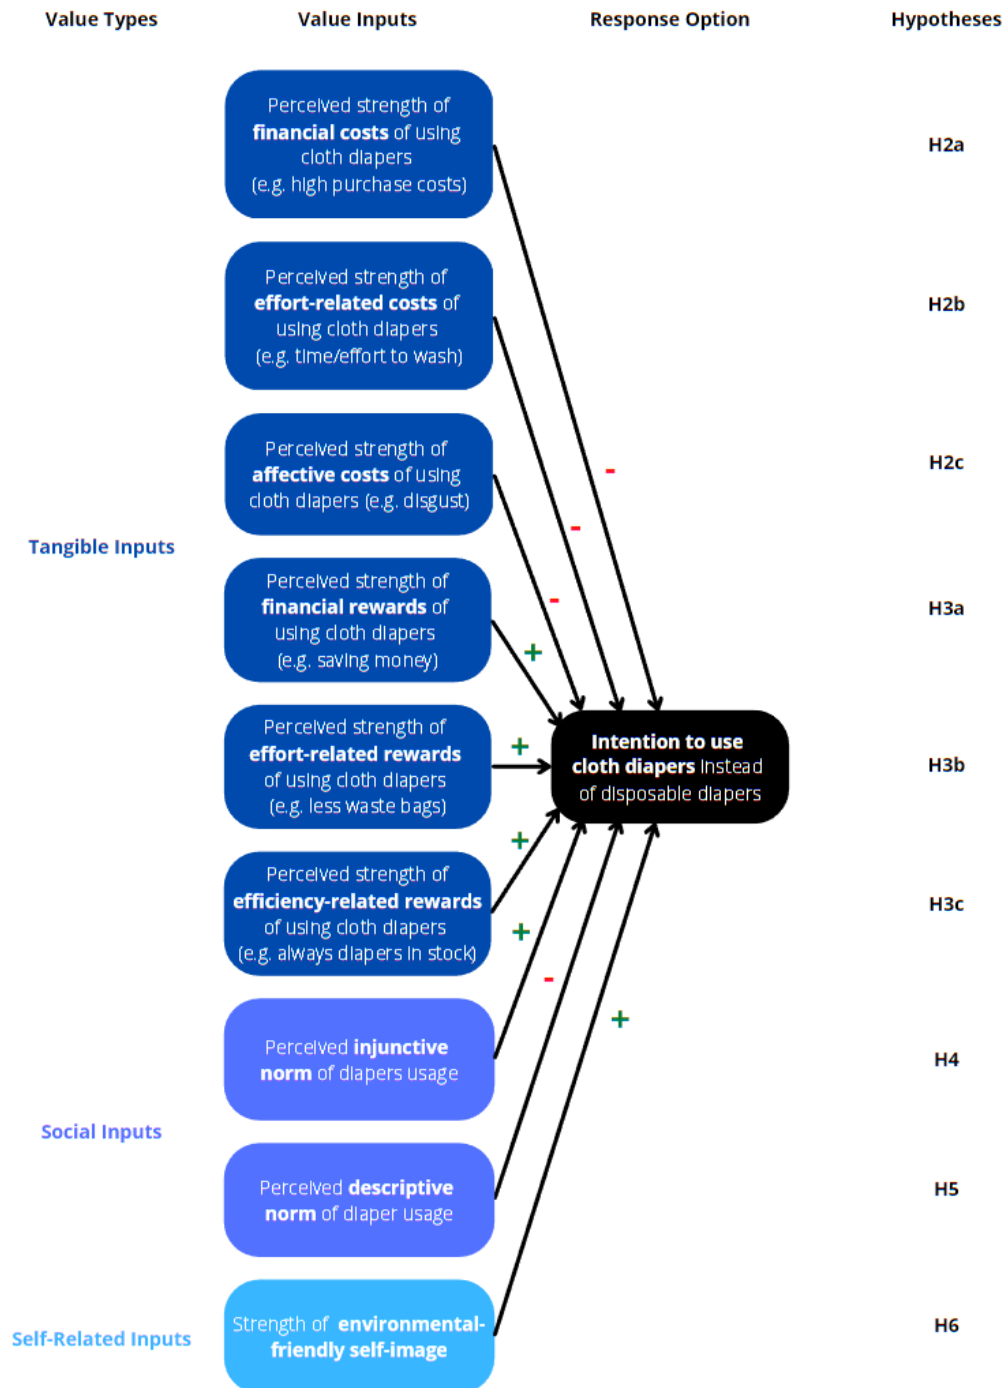 Value Types
Value Inputs
Response Option
Hypotheses
Perceived strength of
financial costs of using
cloth diapers
(e.g. high purchase costs)
H2a
Perceived strength of
effort-related costs of
using cloth diapers
(e.g. time/effort to wash)
H2b
Perceived strength of
affective costs of using
cloth diapers (e.g. disgust)
-
H2c
-
Tangible Inputs
Perceived strength of
financial rewards of
using cloth diapers
(e.g. saving money)
-
+
H3a
Perceived strength of
effort-related rewards
of using cloth diapers
(e.g. less waste bags)
+
Intention to use
cloth diapers instead
of disposable diapers
H3b
Perceived strength of
efficiency-related rewards
of using cloth diapers
(e.g. always diapers in stock)
+
+
H3c
-
+
Perceived injunctive
norm of diapers usage
H4
Social Inputs
Perceived descriptive
norm of diaper usage
H5
Self-Related Inputs
Strength of environmental-
friendly self-image
H6